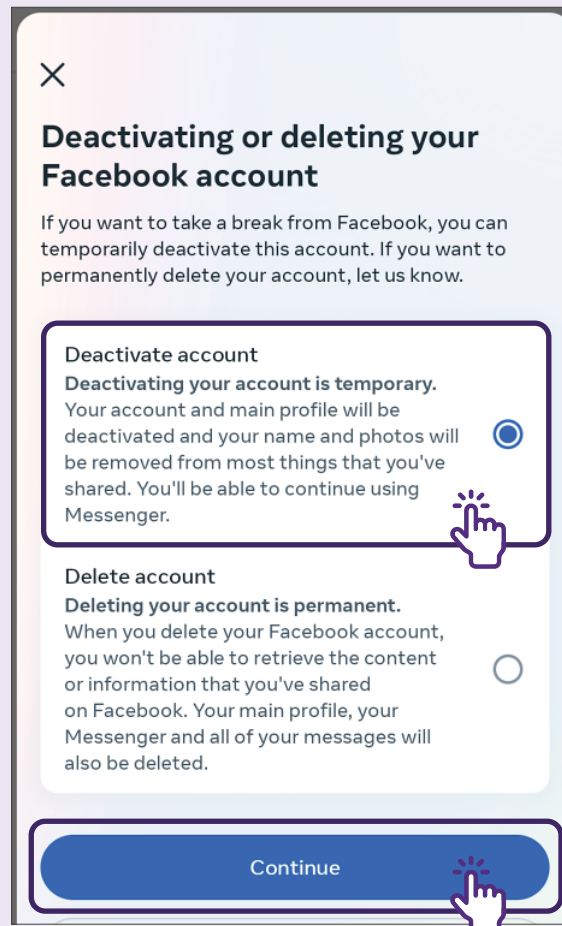 Deactivating or deleting your
Facebook account
If you want to take a break from Facebook, you can
temporarily deactivate this account. If you want to
permanently delete your account, let us know.
Deactivate account
Deactivating your account is temporary.
Your account and main profile will be
deactivated and your name and photos will
be removed from most things that you've
shared. You'll be able to continue using
Messenger.
Delete account
Deleting your account is permanent.
When you delete your Facebook account,
you won't be able to retrieve the content
or information that you've shared
on Facebook. Your main profile, your
Messenger and all of your messages will
also be deleted.
Continue